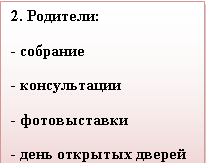 2. Родители:
- собрание
- консультации
- фотовыставки
- день открытых дверей